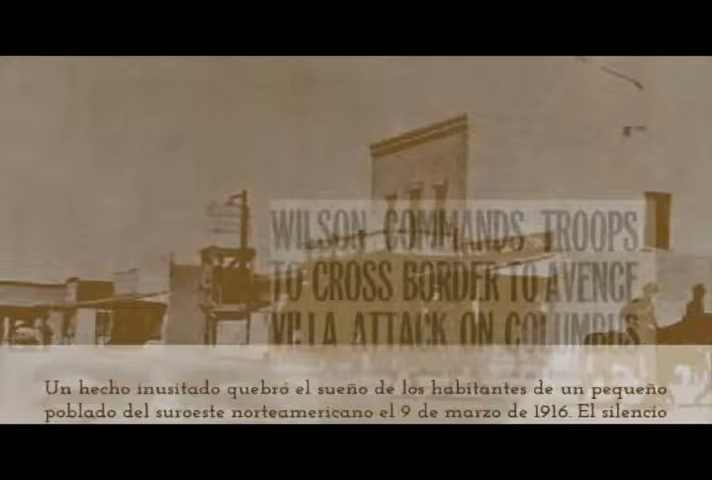 WILSON COMMANDS TROOPS
TO CROSS BORDER TO AVENGE
VILLA ATTACK ON COLUMBUS
Un hecho inusitado quebró el sueño de los habitantes de un pequeño
poblado del suroeste norteamericano el 9 de marzo de 1916. El silencio